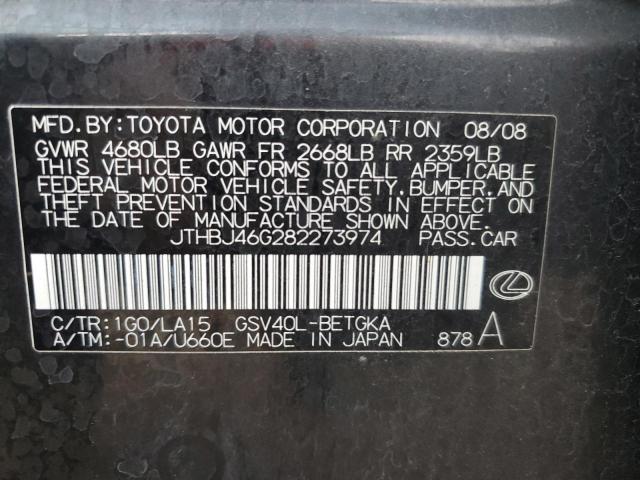 MFD.BY:TOYOTA MOTOR CORPORATION 08/08
GVWR 4680LB GAWR FR 2668LB RR 2359LB
THIS VEHICLE CONFORMS TO ALL APPLICABLE
FEDERAL MOTOR VEHICLE SAFETY,BUMPER,AND
THEFT PREVENTION STANDARDS IN EFFECT ON
THE DATE OF MANUFACTURE SHOWN ABOVE.
JTHBJ46G282273974 PASS.CAR
C/TR:1G0/LA15 GSV40L-BETGKA
A/TM:-01A/U660E MADE IN JAPAN 878 A